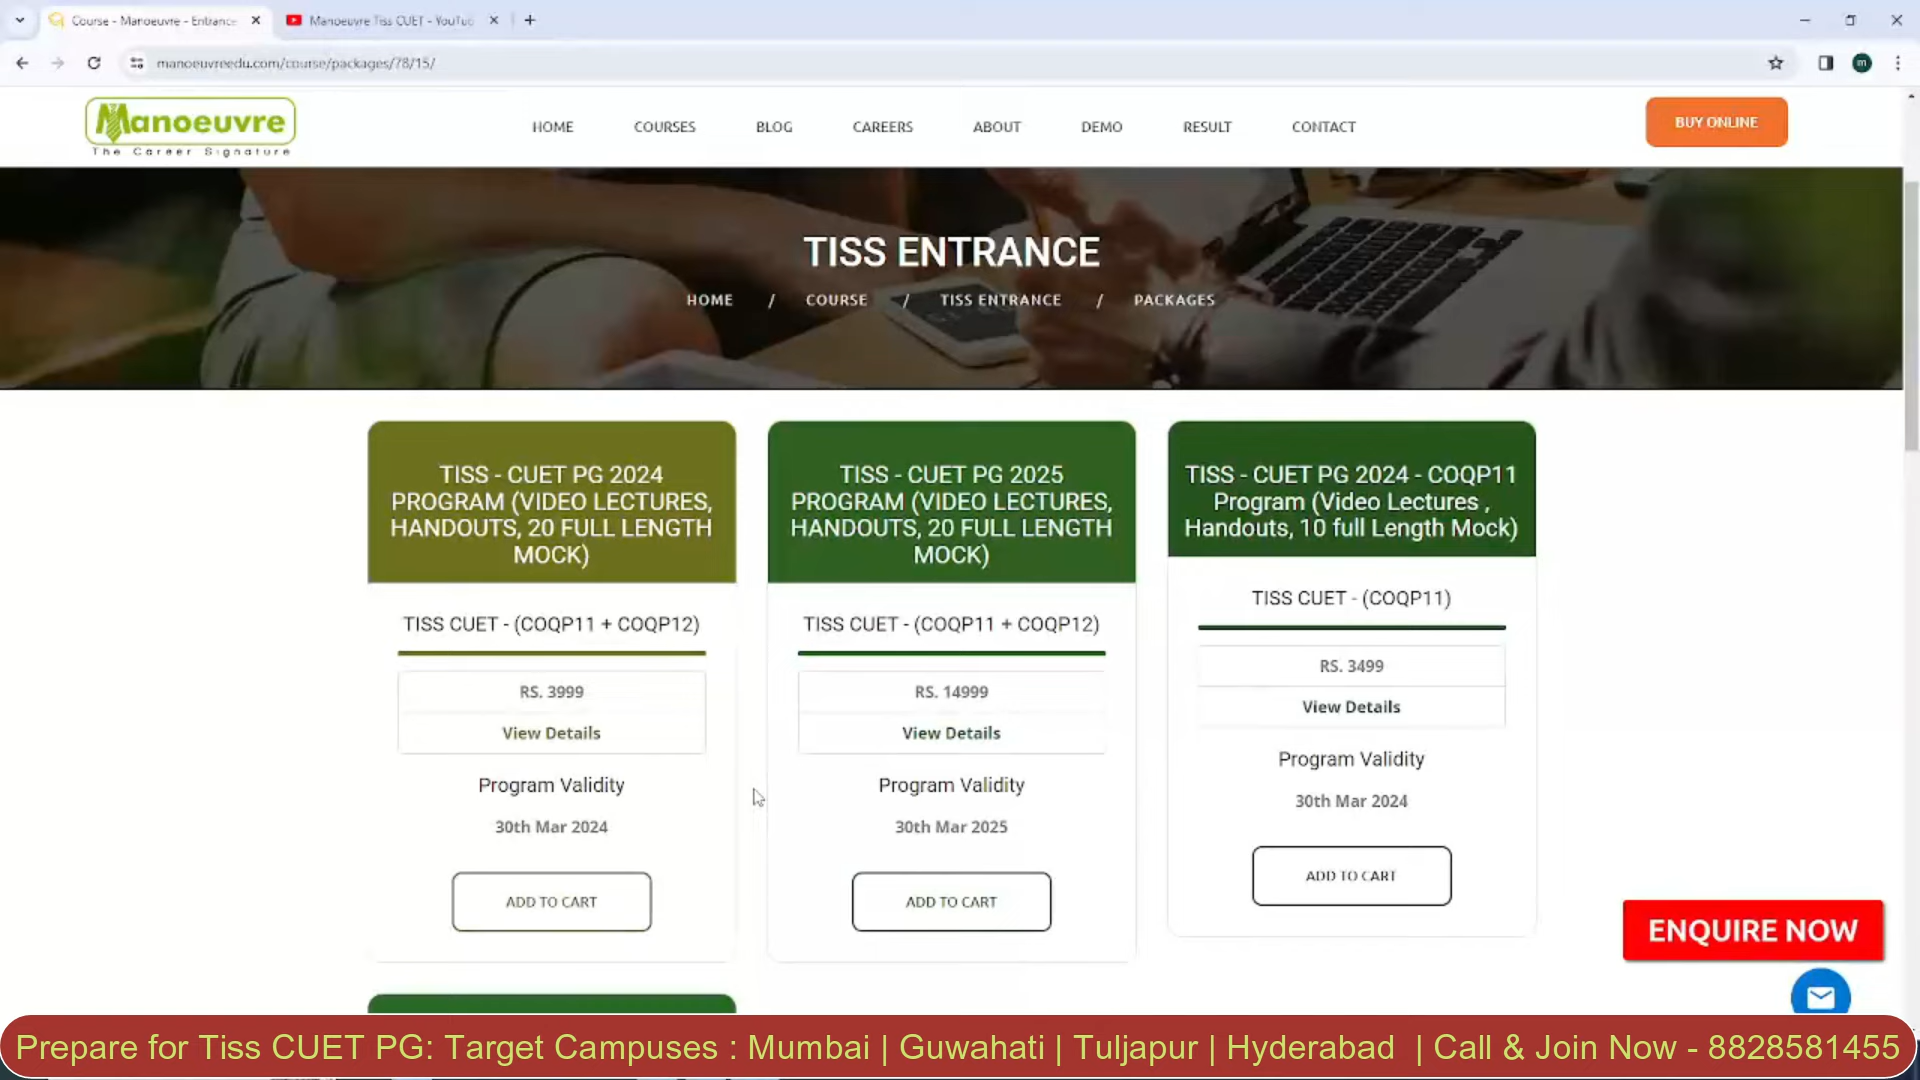 Course - Manoeuvre - Entrance
Manoeuvre Tiss CUET - YouTub
manoeuvreedu.com/course/packages/78/15/
m
Manoeuvre
The Career Signature
HOME
COURSES
BLOG
CAREERS
ABOUT
DEMO
RESULT
CONTACT
BUY ONLINE
TISS ENTRANCE
HOME / COURSE / TISS ENTRANCE / PACKAGES
TISS - CUET PG 2024
PROGRAM (VIDEO LECTURES,
HANDOUTS, 20 FULL LENGTH
MOCK)
TISS CUET - (COQP11 + COQP12)
RS. 3999
View Details
Program Validity
30th Mar 2024
ADD TO CART
TISS - CUET PG 2025
PROGRAM (VIDEO LECTURES,
HANDOUTS, 20 FULL LENGTH
MOCK)
TISS CUET - (COQP11 + COQP12)
RS. 14999
View Details
Program Validity
30th Mar 2025
ADD TO CART
TISS - CUET PG 2024 - COQP11
Program (Video Lectures ,
Handouts, 10 full Length Mock)
TISS CUET - (COQP11)
RS. 3499
View Details
Program Validity
30th Mar 2024
ADD TO CART
ENQUIRE NOW
Prepare for Tiss CUET PG: Target Campuses : Mumbai | Guwahati | Tuljapur | Hyderabad | Call & Join Now - 8828581455